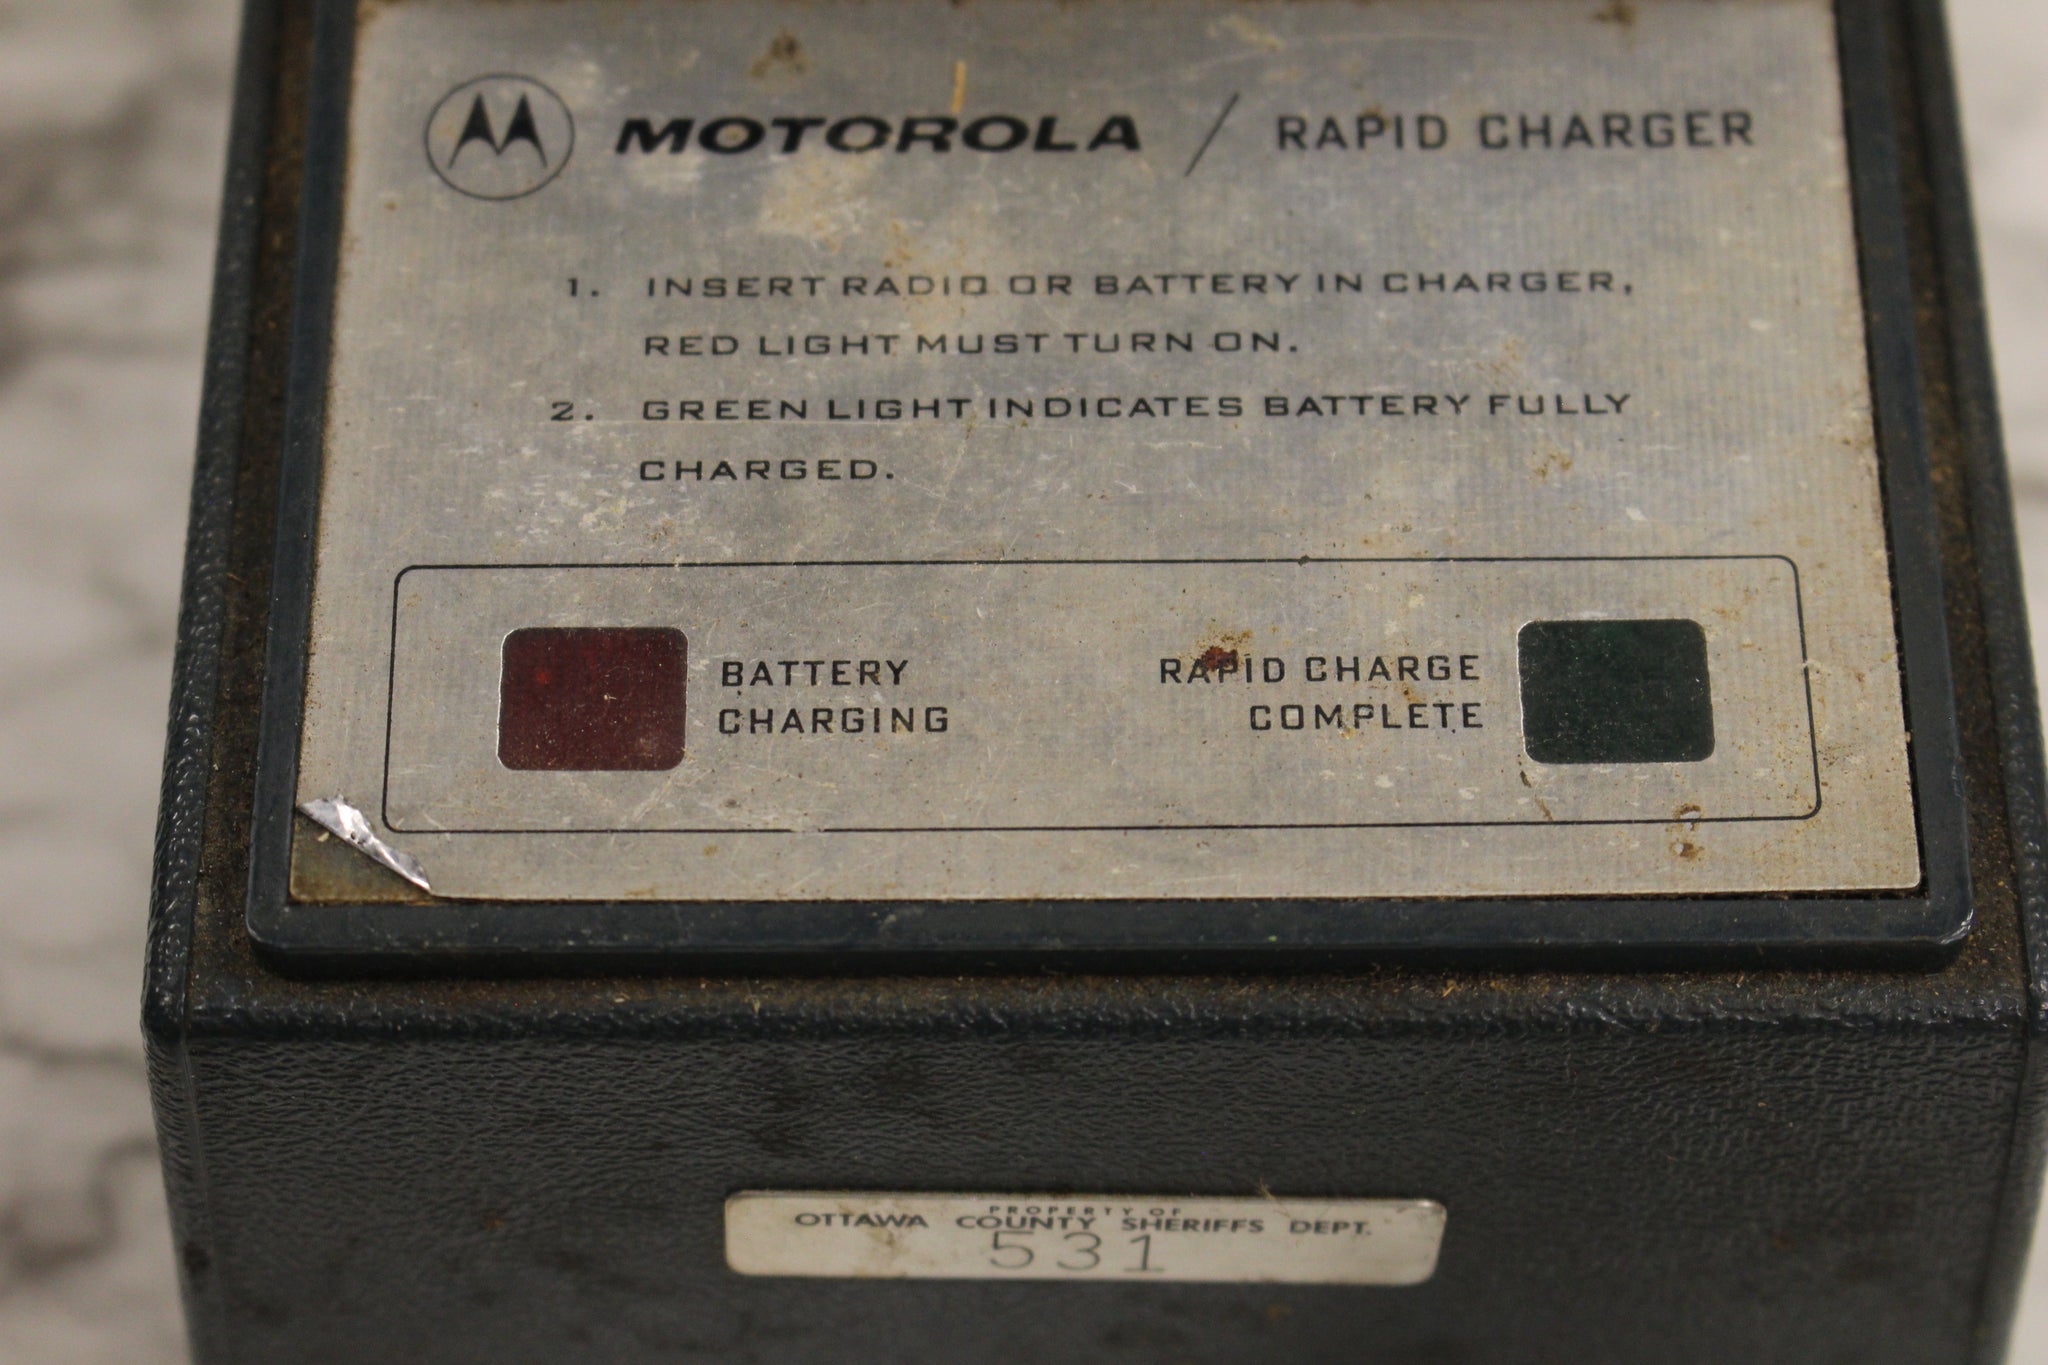 MOTOROLA / RAPID CHARGER
1. INSERT RADIO OR BATTERY IN CHARGER,
RED LIGHT MUST TURN ON.
2. GREEN LIGHT INDICATES BATTERY FULLY
CHARGED.
BATTERY
CHARGING
RAPID CHARGE
COMPLETE
PROPERTY OF
OTTAWA COUNTY SHERIFFS DEPT.
531